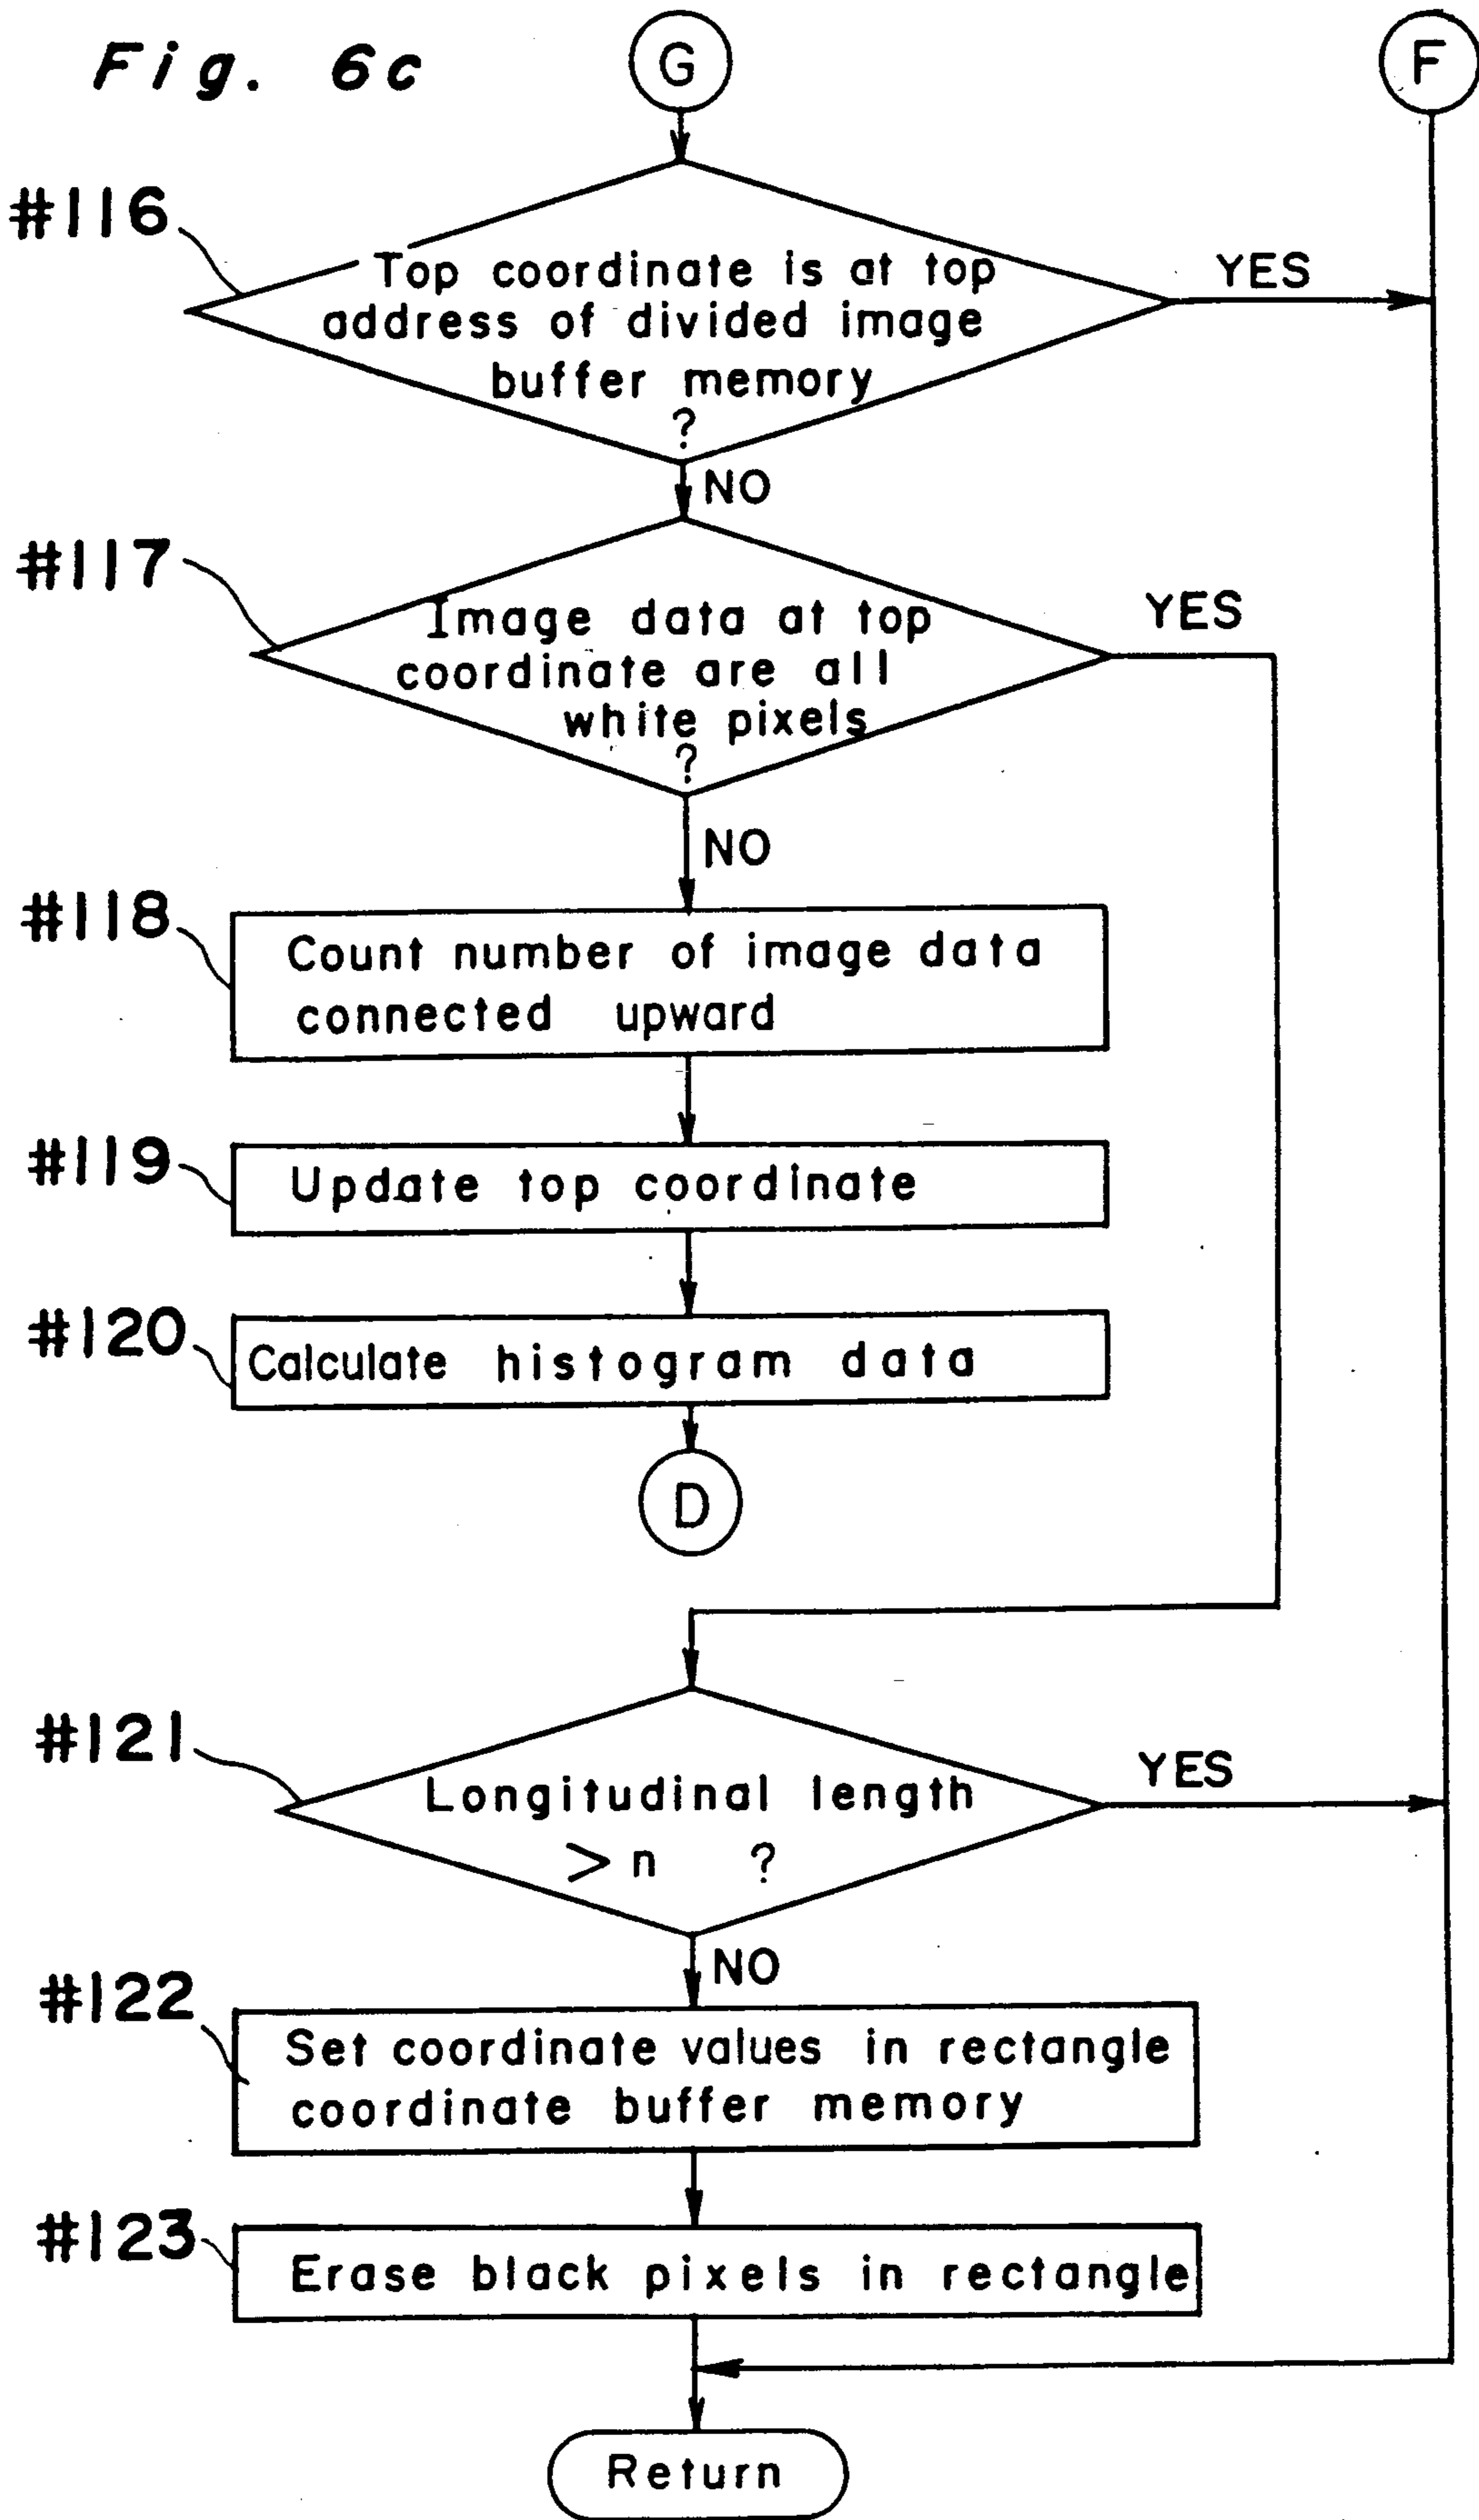 Fig. 6c
G
F
#116
Top coordinate is at top
address of divided image
buffer memory
?
YES
NO
#117
Image data at top
coordinate are all
white pixels
?
YES
NO
#118
Count number of image data
connected upward
#119
Update top coordinate
#120
Calculate histogram data
D
#121
Longitudinal length
> n ?
YES
NO
#122
Set coordinate values in rectangle
coordinate buffer memory
#123
Erase black pixels in rectangle
Return